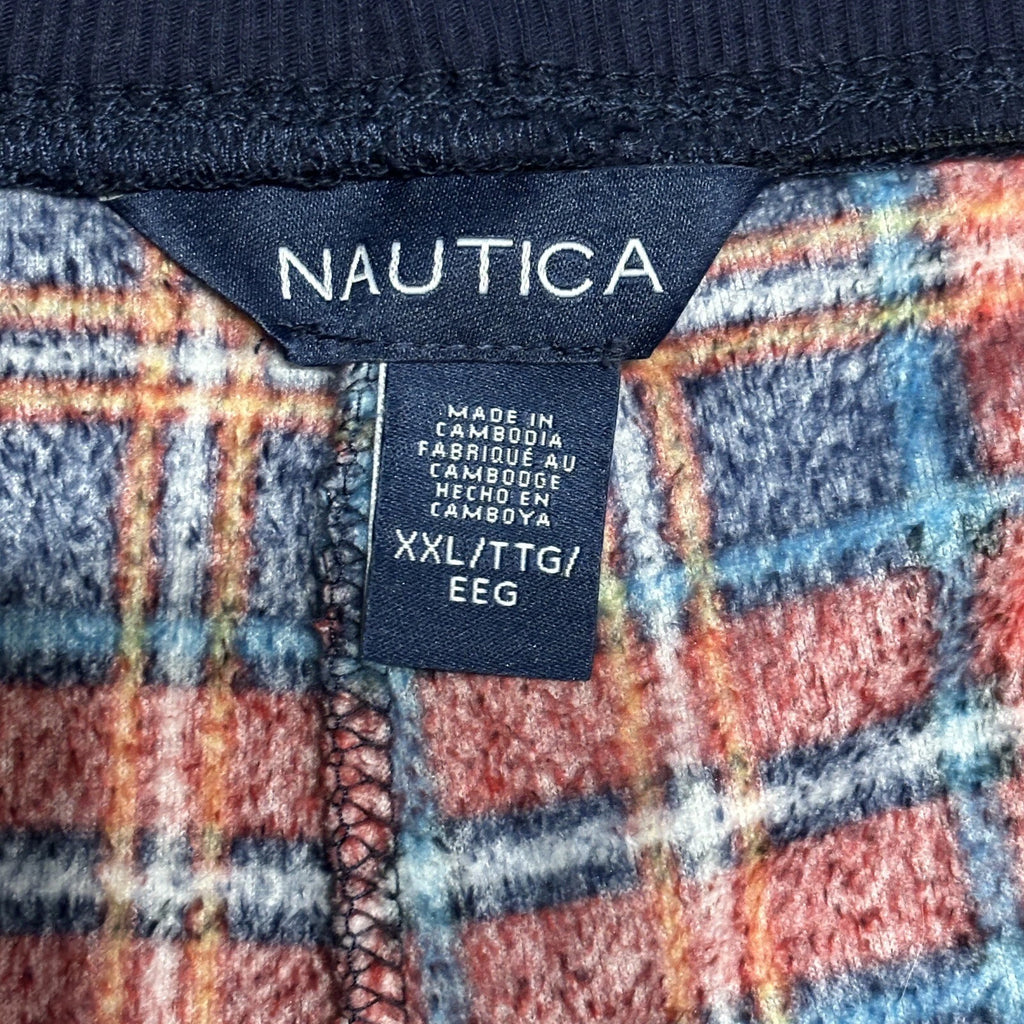 NAUTICA
MADE IN
CAMBODIA
FABRIQUÉ AU
CAMBODGE
HECHO EN
CAMBOYA
XXL/TTG/
EEG